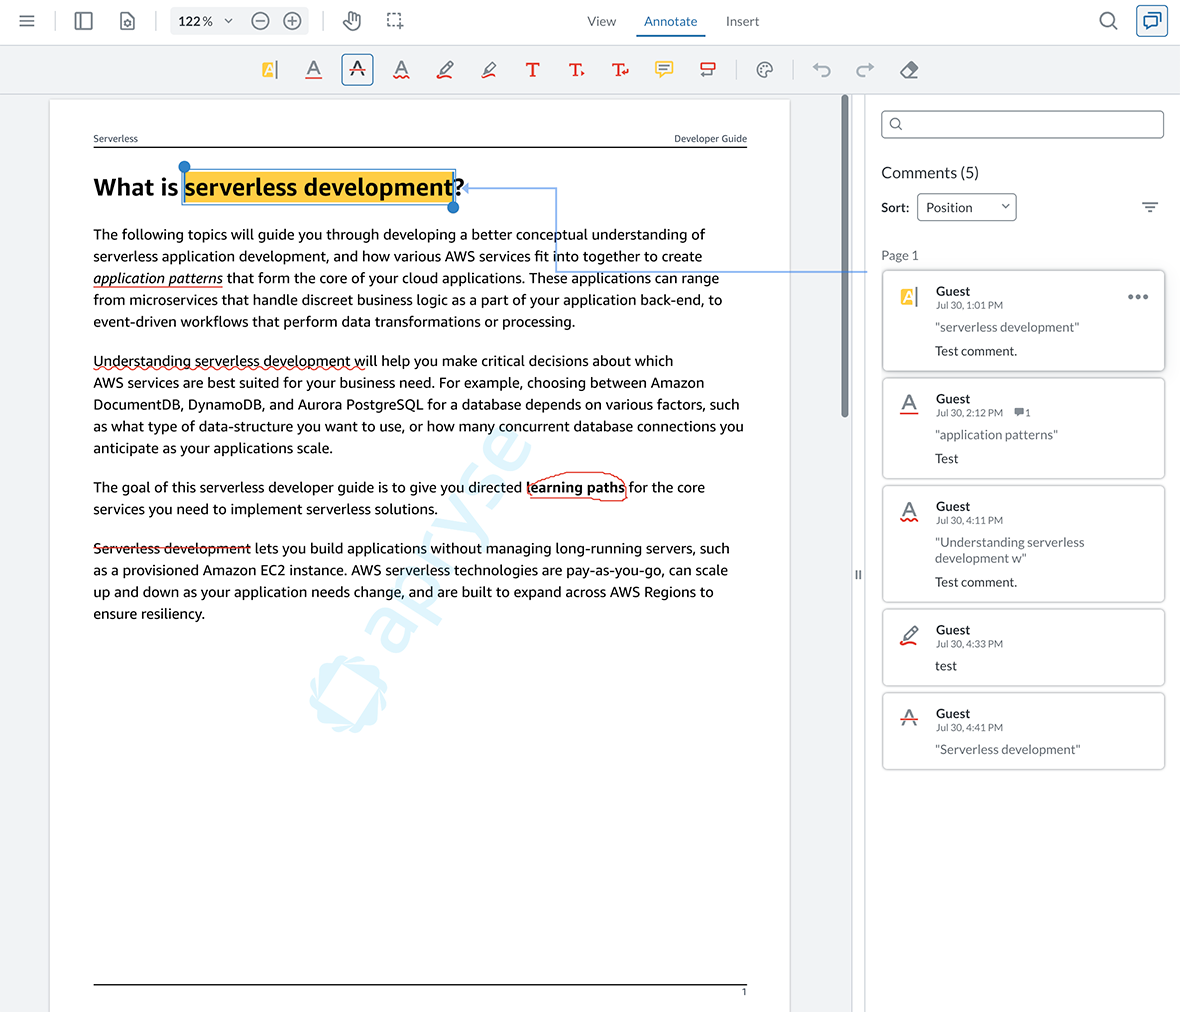 122 %
View
Annotate
Insert
Serverless
Developer Guide
What is serverless development?
The following topics will guide you through developing a better conceptual understanding of
serverless application development, and how various AWS services fit into together to create
application patterns that form the core of your cloud applications. These applications can range
from microservices that handle discreet business logic as a part of your application back-end, to
event-driven workflows that perform data transformations or processing.
Understanding serverless development will help you make critical decisions about which
AWS services are best suited for your business need. For example, choosing between Amazon
DocumentDB, DynamoDB, and Aurora PostgreSQL for a database depends on various factors, such
as what type of data-structure you want to use, or how many concurrent database connections you
anticipate as your applications scale.
The goal of this serverless developer guide is to give you directed learning paths for the core
services you need to implement serverless solutions.
Serverless development lets you build applications without managing long-running servers, such
as a provisioned Amazon EC2 instance. AWS serverless technologies are pay-as-you-go, can scale
up and down as your application needs change, and are built to expand across AWS Regions to
ensure resiliency.
apryse
1
Comments (5)
Sort: Position
Page 1
Guest
Jul 30, 1:01 PM
"serverless development"
Test comment.
Guest
Jul 30, 2:12 PM 1
"application patterns"
Test
Guest
Jul 30, 4:11 PM
"Understanding serverless
development w"
Test comment.
Guest
Jul 30, 4:33 PM
test
Guest
Jul 30, 4:41 PM
"Serverless development"